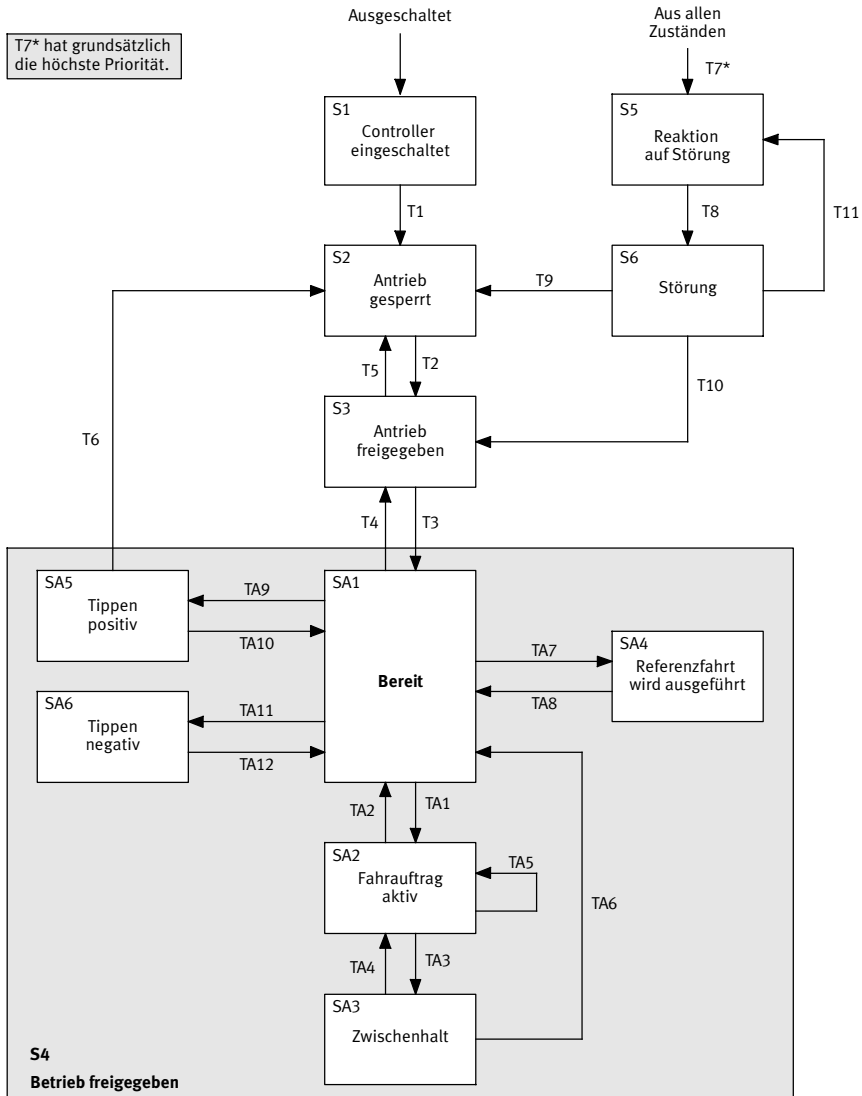 Ausgeschaltet
Aus allen
Zuständen
T7* hat grundsätzlich
die höchste Priorität.
T7*
S1
Controller
eingeschaltet
S5
Reaktion
auf Störung
T1
T8
T11
S2
Antrieb
gesperrt
T9
S6
Störung
T5
T2
T10
S3
Antrieb
freigegeben
T6
T4
T3
SA5
Tippen
positiv
TA9
TA10
SA1
Bereit
TA7
TA8
SA4
Referenzfahrt
wird ausgeführt
SA6
Tippen
negativ
TA11
TA12
TA2
TA1
SA2
Fahrauftrag
aktiv
TA5
TA6
TA4
TA3
SA3
Zwischenhalt
S4
Betrieb freigegeben